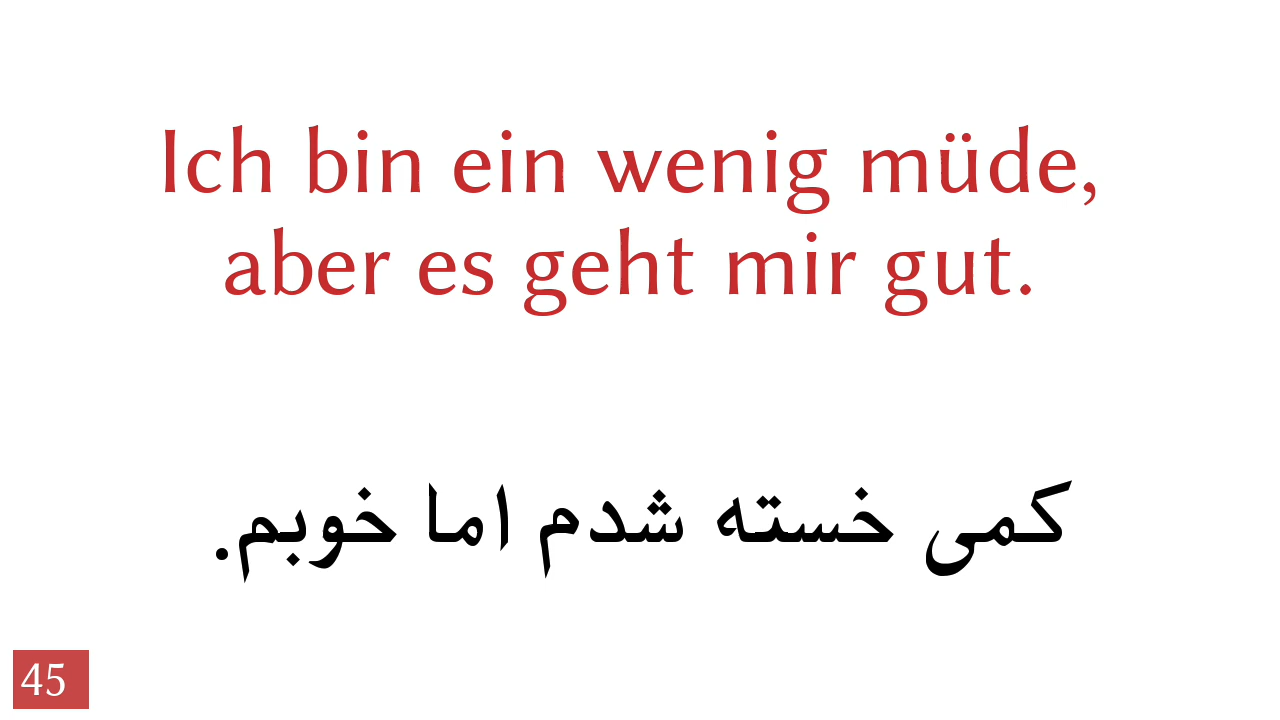 Ich bin ein wenig müde,
aber es geht mir gut.
کمی خسته شدم اما خوبم.
45